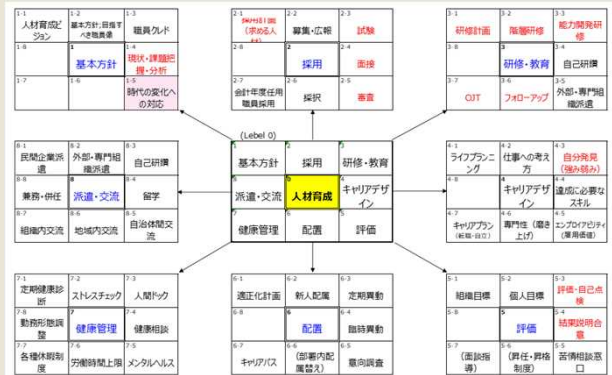 1-1
人材育成ビジョン
1-2
基本方針:目指すべき職員像
1-3
職員クレド
1-8
1
基本方針
1-4
現状・課題把握・分析
1-7
1-6
1-5
時代の変化への対応
2-1
(求める人材)
2-2
募集・広報
2-3
試験
2-8
2
採用
2-4
面接
2-7
会計年度任用職員採用
2-6
採択
2-5
審査
3-1
研修計画
3-2
階層研修
3-3
能力開発研修
3-8
3
研修・教育
3-4
自己研鑽
3-7
OJT
3-6
フォローアップ
3-5
外部・専門組織派遣
(Lebel 0)
基本方針
採用
研修・教育
派遣・交流
人材育成
キャリアデザイン
健康管理
配置
評価
8-1
民間企業派遣
8-2
外部・専門組織派遣
8-3
自己研鑽
8-8
兼務・併任
8
派遣・交流
8-4
留学
8-7
組織内交流
8-6
地域内交流
8-5
自治体間交流
4-1
ライフプランニング
4-2
仕事への考え方
4-3
自分発見(強み弱み)
4-8
4
キャリアデザイン
4-4
達成に必要なスキル
4-7
キャリアプラン(転職・自立)
4-6
専門性(磨き上げ)
4-5
エンプロイアビリティ(雇用価値)
7-1
定期健康診断
7-2
ストレスチェック
7-3
人間ドック
7-8
勤務形態調整
7
健康管理
7-4
健康相談
7-7
各種休暇制度
7-6
労働時間上限
7-5
メンタルヘルス
6-1
適正化計画
6-2
新人配属
6-3
定期異動
6-8
6
配置
6-4
臨時異動
6-7
キャリアパス
6-6
(部署内配属替え)
6-5
意向調査
5-1
組織目標
5-2
個人目標
5-3
評価・自己点検
5-8
5
評価
5-4
結果説明合意
5-7
(面談指導)
5-6
(昇任・昇格制度)
5-5
苦情相談窓口